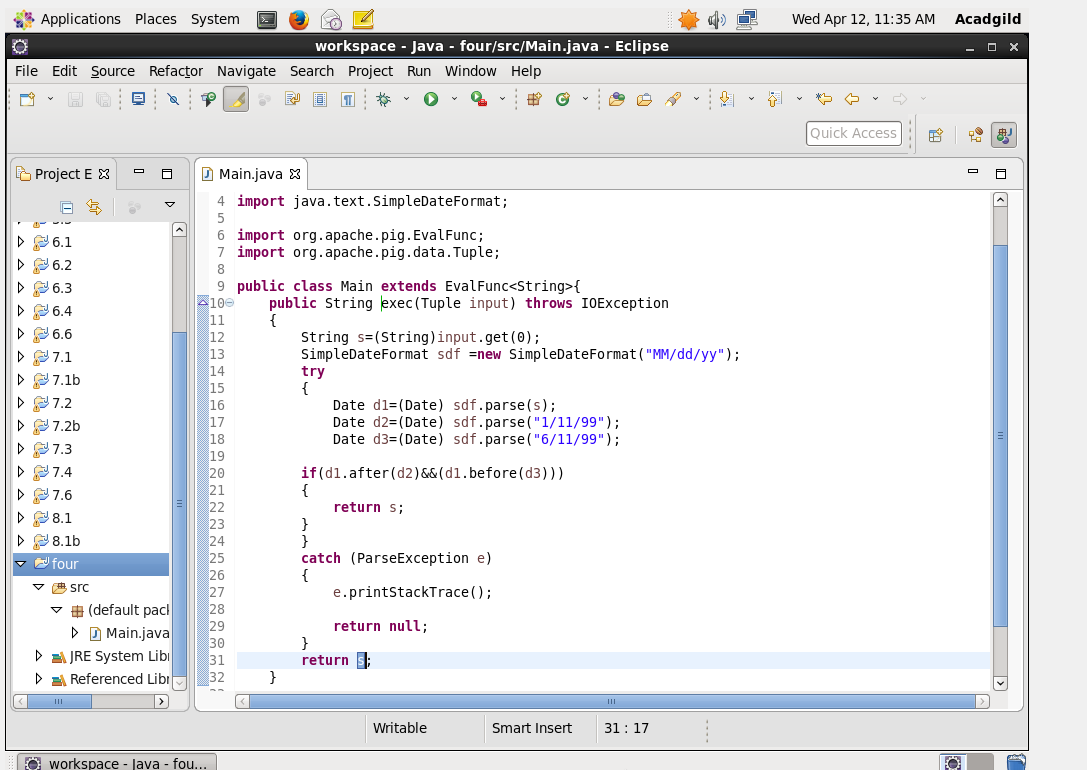 Applications Places System Wed Apr 12, 11:35 AM Acadgild
workspace - Java - four/src/Main.java - Eclipse
File Edit Source Refactor Navigate Search Project Run Window Help
Quick Access
Project E
6.1
6.2
6.3
6.4
6.6
7.1
7.1b
7.2
7.2b
7.3
7.4
7.6
8.1
8.1b
four
src
(default pack
Main.java
JRE System Libr
Referenced Libr
Main.java
4 import java.text.SimpleDateFormat;
5
6 import org.apache.pig.EvalFunc;
7 import org.apache.pig.data.Tuple;
8
9 public class Main extends EvalFunc<String>{
10 public String exec(Tuple input) throws IOException
11 {
12 String s=(String)input.get(0);
13 SimpleDateFormat sdf =new SimpleDateFormat("MM/dd/yy");
14 try
15 {
16 Date d1=(Date) sdf.parse(s);
17 Date d2=(Date) sdf.parse("1/11/99");
18 Date d3=(Date) sdf.parse("6/11/99");
19
20 if(d1.after(d2)&&(d1.before(d3)))
21 {
22 return s;
23 }
24 }
25 catch (ParseException e)
26 {
27 e.printStackTrace();
28
29 return null;
30 }
31 return s;
32 }
Writable Smart Insert 31 : 17
workspace - Java - fou...